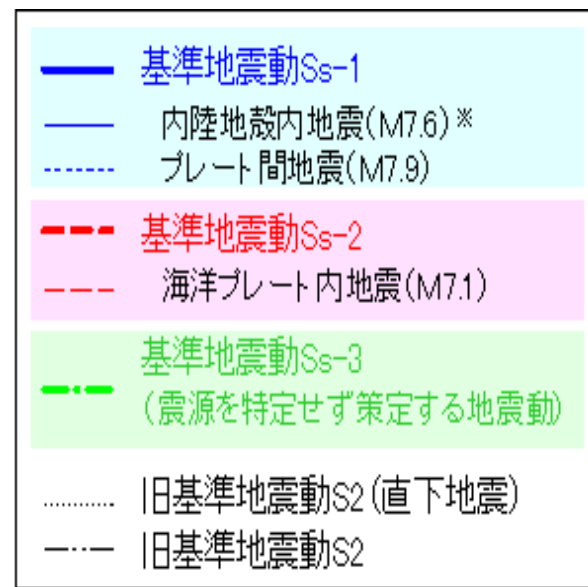 基準地震動Ss-1
内陸地殻内地震(M7.6)※
プレート間地震(M7.9)
基準地震動Ss-2
海洋プレート内地震(M7.1)
基準地震動Ss-3
(震源を特定せず策定する地震動)
旧基準地震動S2(直下地震)
旧基準地震動S2